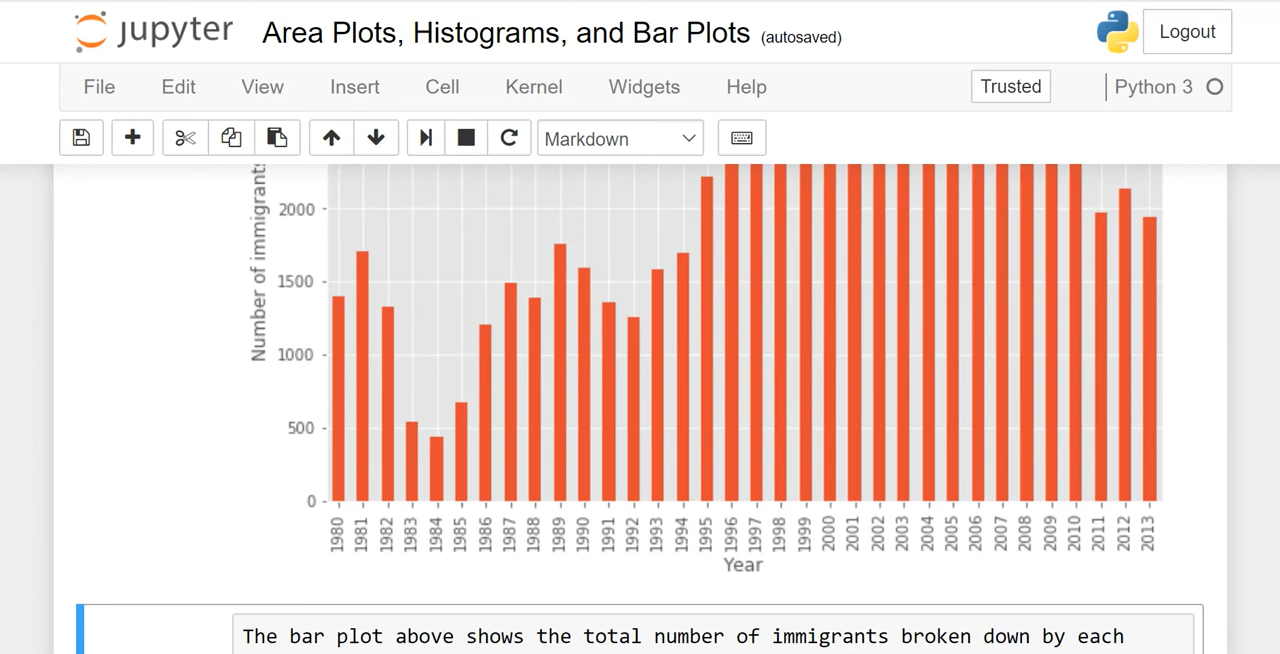 jupyter Area Plots, Histograms, and Bar Plots (autosaved) Logout
File Edit View Insert Cell Kernel Widgets Help Trusted Python 3
Markdown
Number of immigrants
2000
1500
1000
500
0
1980 1981 1982 1983 1984 1985 1986 1987 1988 1989 1990 1991 1992 1993 1994 1995 1996 1997 1998 1999 2000 2001 2002 2003 2004 2005 2006 2007 2008 2009 2010 2011 2012 2013
Year
The bar plot above shows the total number of immigrants broken down by each